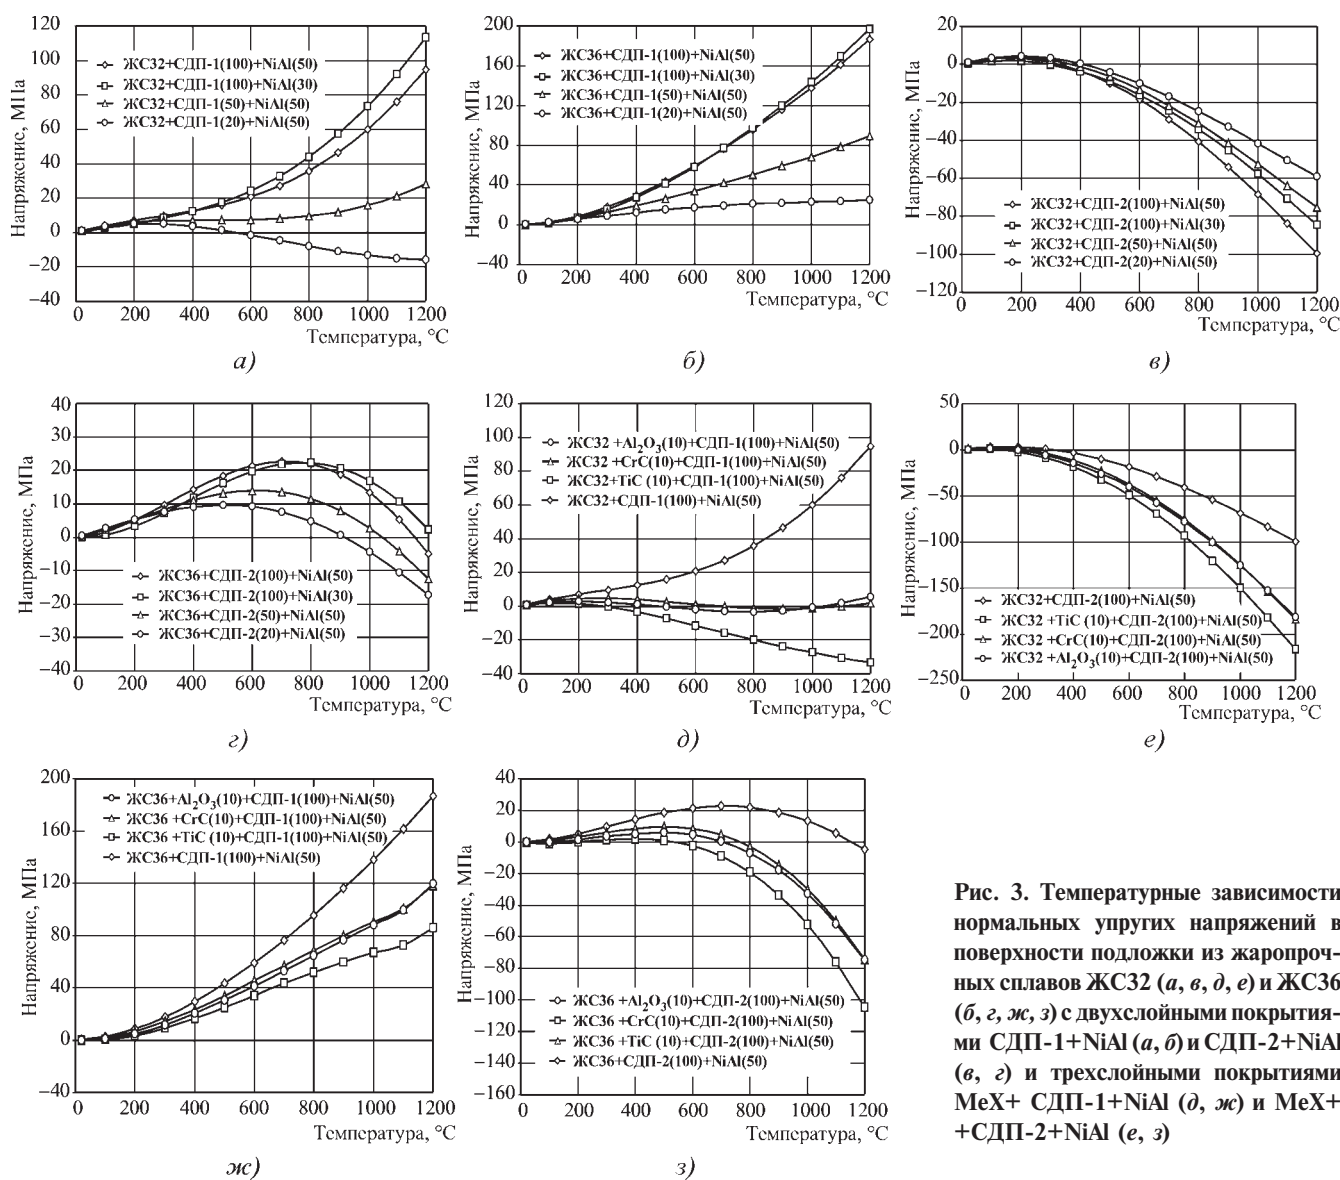 120
100
80
60
40
20
0
−20
−40
Напряжение, МПа
ЖС32+СДП-1(100)+NiAl(50)
ЖС32+СДП-1(100)+NiAl(30)
ЖС32+СДП-1(50)+NiAl(50)
ЖС32+СДП-1(20)+NiAl(50)
0 200 400 600 800 1000 1200
Температура, °С
а)
200
160
120
80
40
0
−40
Напряжение, МПа
ЖС36+СДП-1(100)+NiAl(50)
ЖС36+СДП-1(100)+NiAl(30)
ЖС36+СДП-1(50)+NiAl(50)
ЖС36+СДП-1(20)+NiAl(50)
0 200 400 600 800 1000 1200
Температура, °С
б)
20
0
−20
−40
−60
−80
−100
−120
Напряжение, МПа
ЖС32+СДП-2(100)+NiAl(50)
ЖС32+СДП-2(100)+NiAl(30)
ЖС32+СДП-2(50)+NiAl(50)
ЖС32+СДП-2(20)+NiAl(50)
0 200 400 600 800 1000 1200
Температура, °С
в)
40
30
20
10
0
−10
−20
−30
−40
Напряжение, МПа
ЖС36+СДП-2(100)+NiAl(50)
ЖС36+СДП-2(100)+NiAl(30)
ЖС36+СДП-2(50)+NiAl(50)
ЖС36+СДП-2(20)+NiAl(50)
0 200 400 600 800 1000 1200
Температура, °С
г)
120
100
80
60
40
20
0
−20
−40
Напряжение, МПа
ЖС32 +Al₂O₃(10)+СДП-1(100)+NiAl(50)
ЖС32 +CrC(10)+СДП-1(100)+NiAl(50)
ЖС32+TiC (10)+СДП-1(100)+NiAl(50)
ЖС32+СДП-1(100)+NiAl(50)
0 200 400 600 800 1000 1200
Температура, °С
д)
50
0
−50
−100
−150
−200
−250
Напряжение, МПа
ЖС32+СДП-2(100)+NiAl(50)
ЖС32 +TiC (10)+СДП-2(100)+NiAl(50)
ЖС32 +CrC(10)+СДП-2(100)+NiAl(50)
ЖС32 +Al₂O₃(10)+СДП-2(100)+NiAl(50)
0 200 400 600 800 1000 1200
Температура, °С
е)
200
160
120
80
40
0
−40
Напряжение, МПа
ЖС36+Al₂O₃(10)+СДП-1(100)+NiAl(50)
ЖС36 +CrC(10)+СДП-1(100)+NiAl(50)
ЖС36 +TiC (10)+СДП-1(100)+NiAl(50)
ЖС36+СДП-1(100)+NiAl(50)
0 200 400 600 800 1000 1200
Температура, °С
ж)
40
20
0
−20
−40
−60
−80
−100
−120
−140
−160
Напряжение, МПа
ЖС36 +Al₂O₃(10)+СДП-2(100)+NiAl(50)
ЖС36 +CrC(10)+СДП-2(100)+NiAl(50)
ЖС36 +TiC (10)+СДП-2(100)+NiAl(50)
ЖС36+СДП-2(100)+NiAl(50)
0 200 400 600 800 1000 1200
Температура, °С
з)
Рис. 3. Температурные зависимости
нормальных упругих напряжений в
поверхности подложки из жаропроч-
ных сплавов ЖС32 (а, в, д, е) и ЖС36
(б, г, ж, з) с двухслойными покрытия-
ми СДП-1+NiAl (а, б) и СДП-2+NiAl
(в, г) и трехслойными покрытиями
MeX+ СДП-1+NiAl (д, ж) и MeX+
+СДП-2+NiAl (е, з)